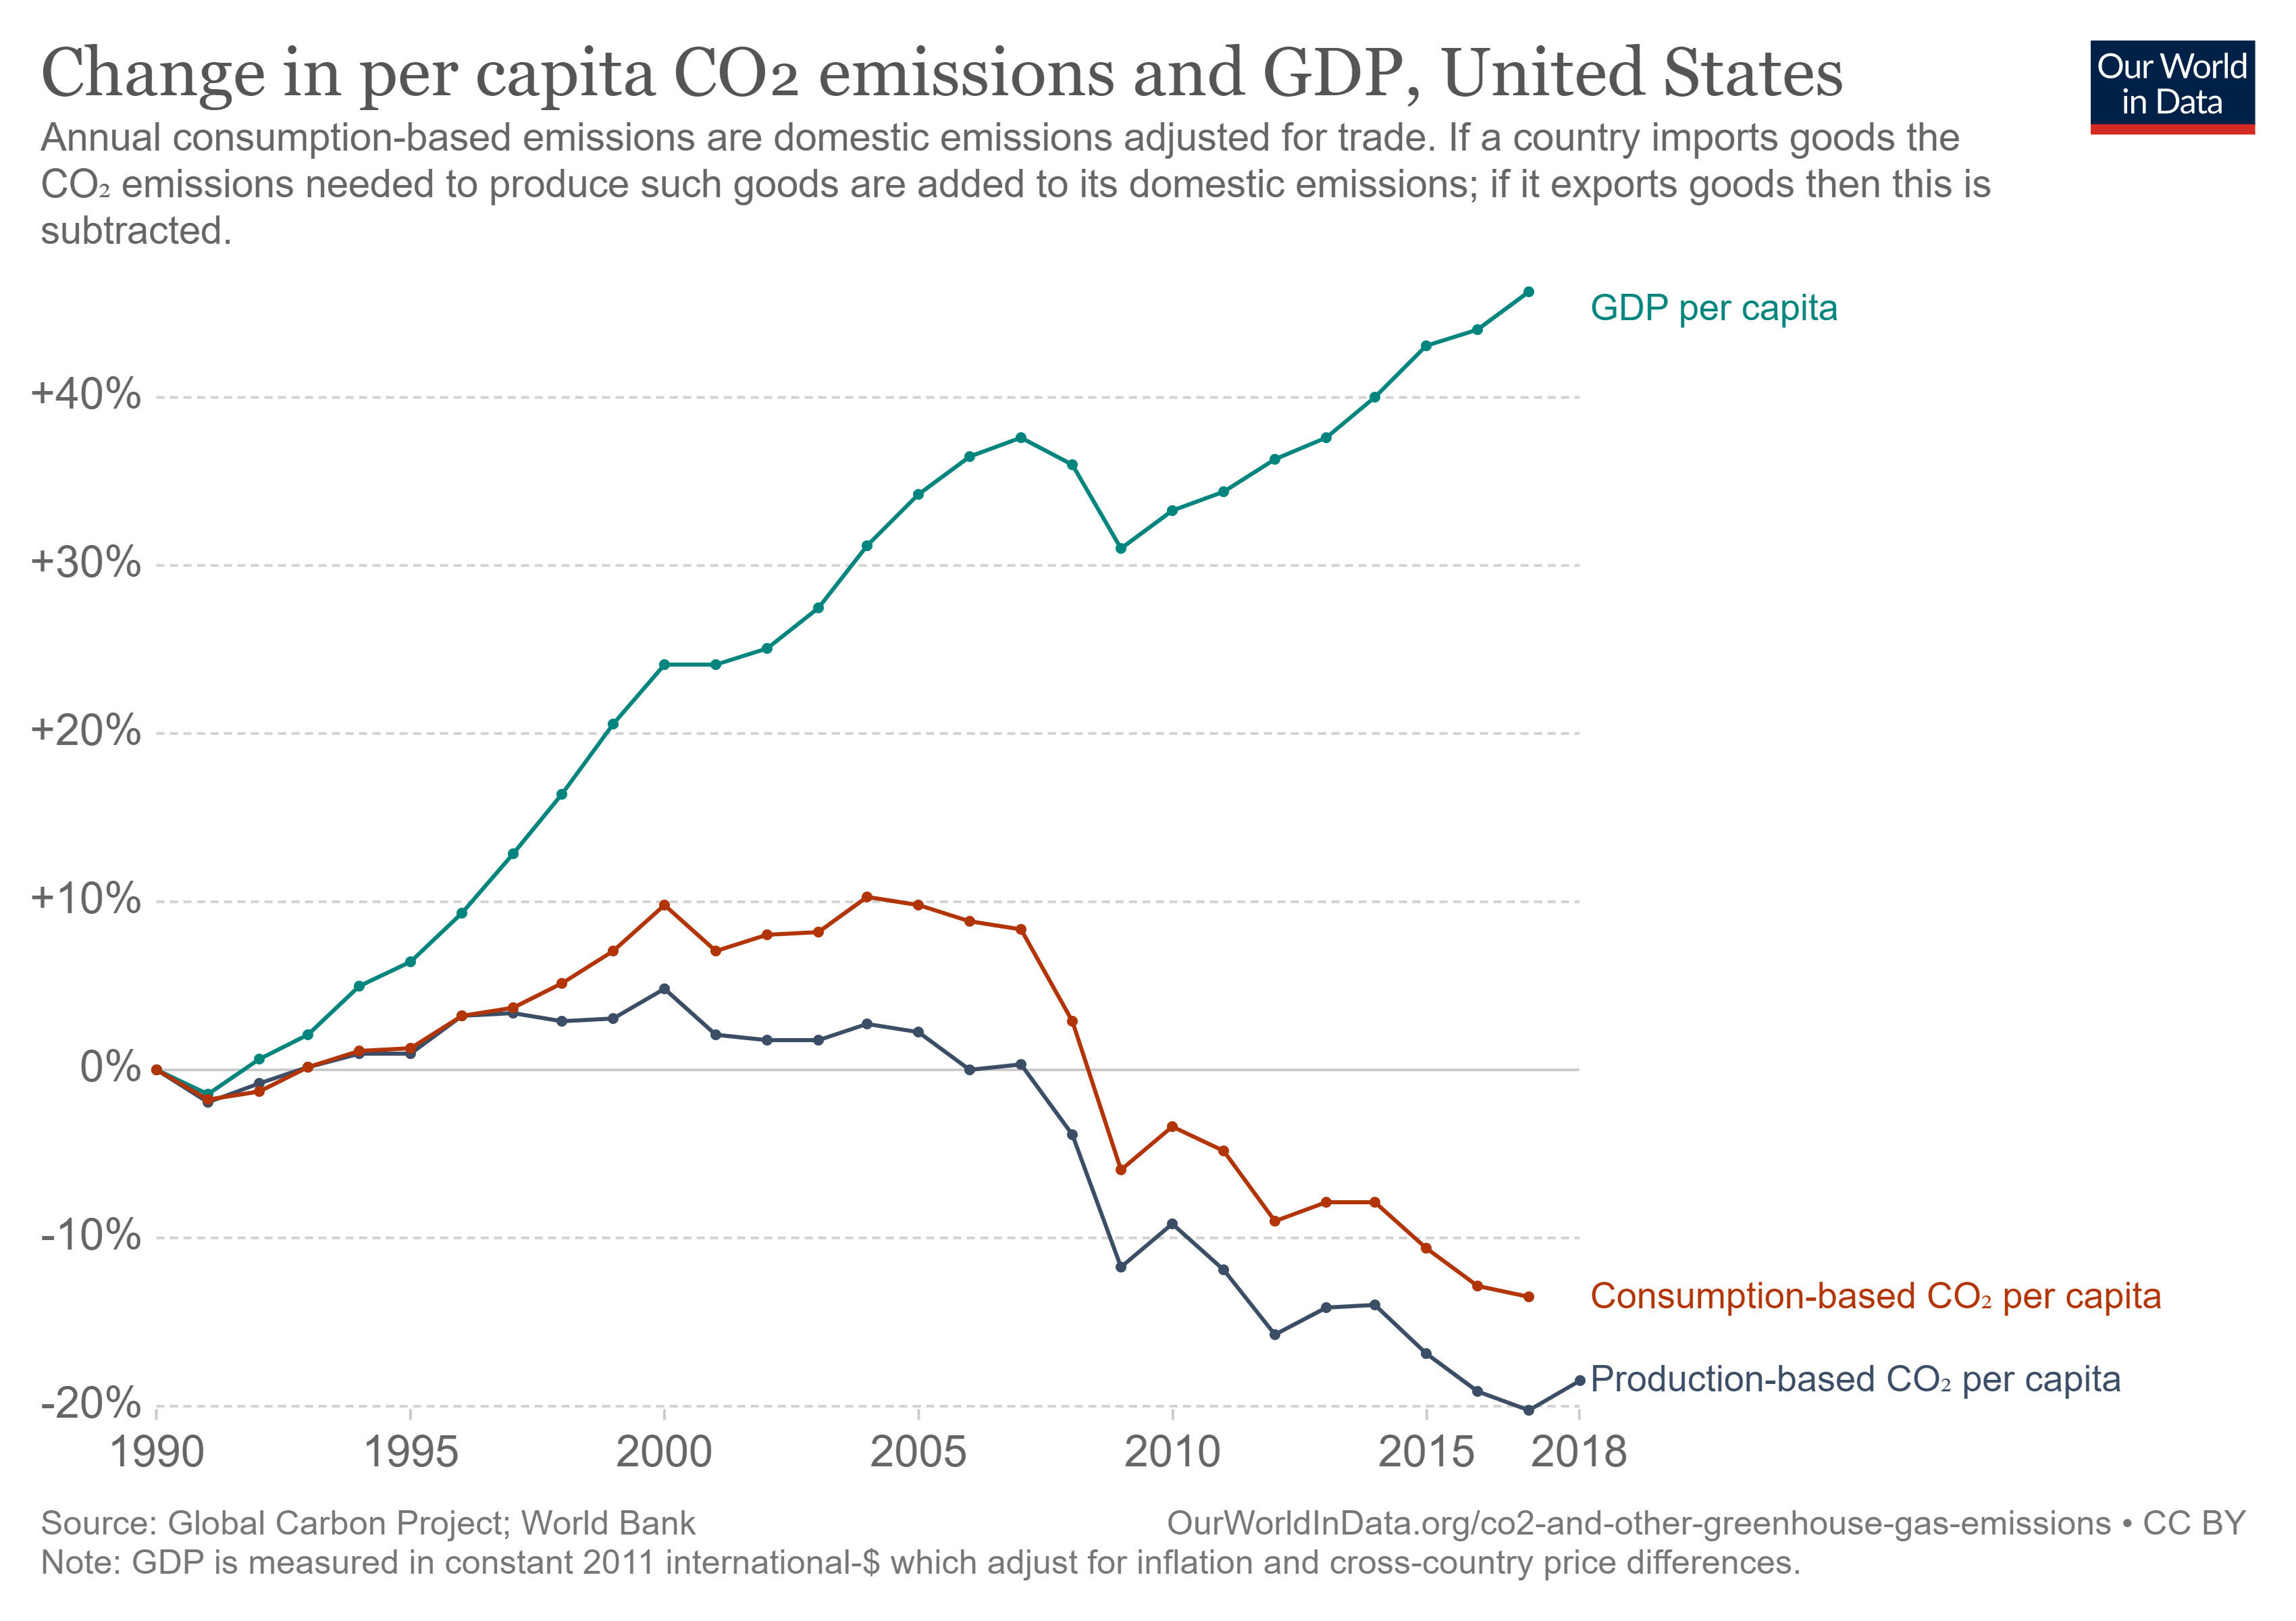 Change in per capita CO₂ emissions and GDP, United States
Our World
in Data
Annual consumption-based emissions are domestic emissions adjusted for trade. If a country imports goods the
CO₂ emissions needed to produce such goods are added to its domestic emissions; if it exports goods then this is
subtracted.
GDP per capita
+40%
+30%
+20%
+10%
0%
-10%
Consumption-based CO₂ per capita
Production-based CO₂ per capita
-20%
1990 1995 2000 2005 2010 2015 2018
Source: Global Carbon Project; World Bank
OurWorldInData.org/co2-and-other-greenhouse-gas-emissions • CC BY
Note: GDP is measured in constant 2011 international-$ which adjust for inflation and cross-country price differences.